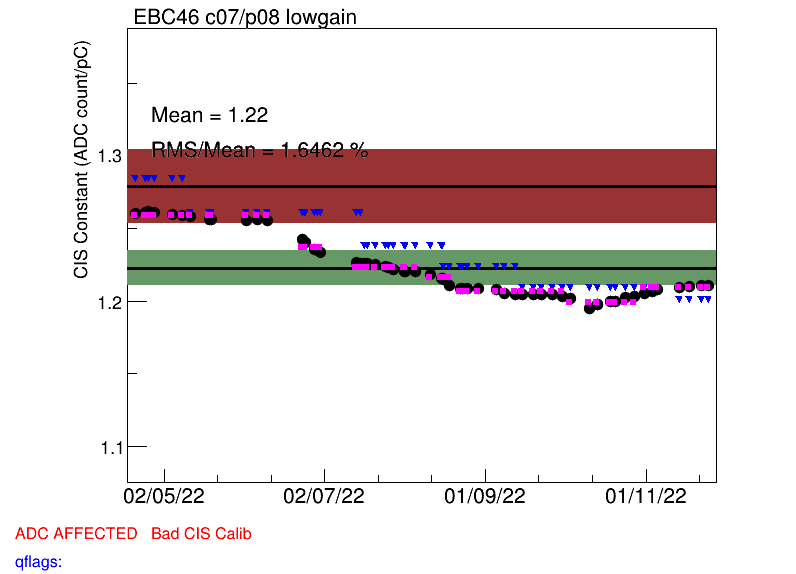 EBC46 c07/p08 lowgain
CIS Constant (ADC count/pC)
Mean = 1.22
RMS/Mean = 1.6462 %
1.3
1.2
1.1
02/05/22 02/07/22 01/09/22 01/11/22
ADC AFFECTED Bad CIS Calib
qflags: